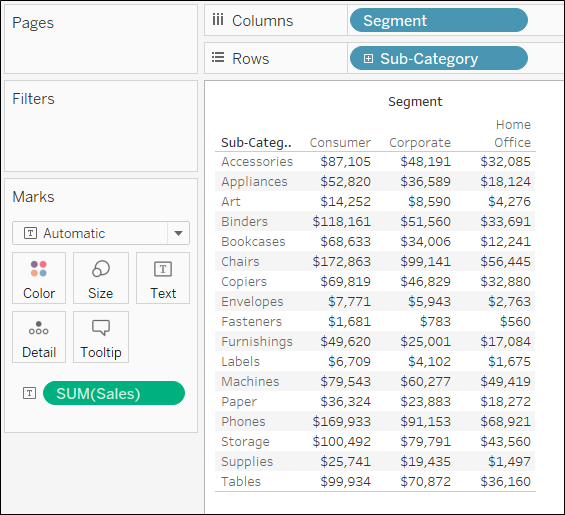 Pages
Columns
Segment
Rows
Sub-Category
Filters
Segment
Sub-Categ.. Consumer Corporate Home Office
Accessories $87,105 $48,191 $32,085
Appliances $52,820 $36,589 $18,124
Art $14,252 $8,590 $4,276
Binders $118,161 $51,560 $33,691
Bookcases $68,633 $34,006 $12,241
Chairs $172,863 $99,141 $56,445
Copiers $69,819 $46,829 $32,880
Envelopes $7,771 $5,943 $2,763
Fasteners $1,681 $783 $560
Furnishings $49,620 $25,001 $17,084
Labels $6,709 $4,102 $1,675
Machines $79,543 $60,277 $49,419
Paper $36,324 $23,883 $18,272
Phones $169,933 $91,153 $68,921
Storage $100,492 $79,791 $43,560
Supplies $25,741 $19,435 $1,497
Tables $99,934 $70,872 $36,160
Marks
T Automatic
Color Size T Text
Detail Tooltip
T SUM(Sales)